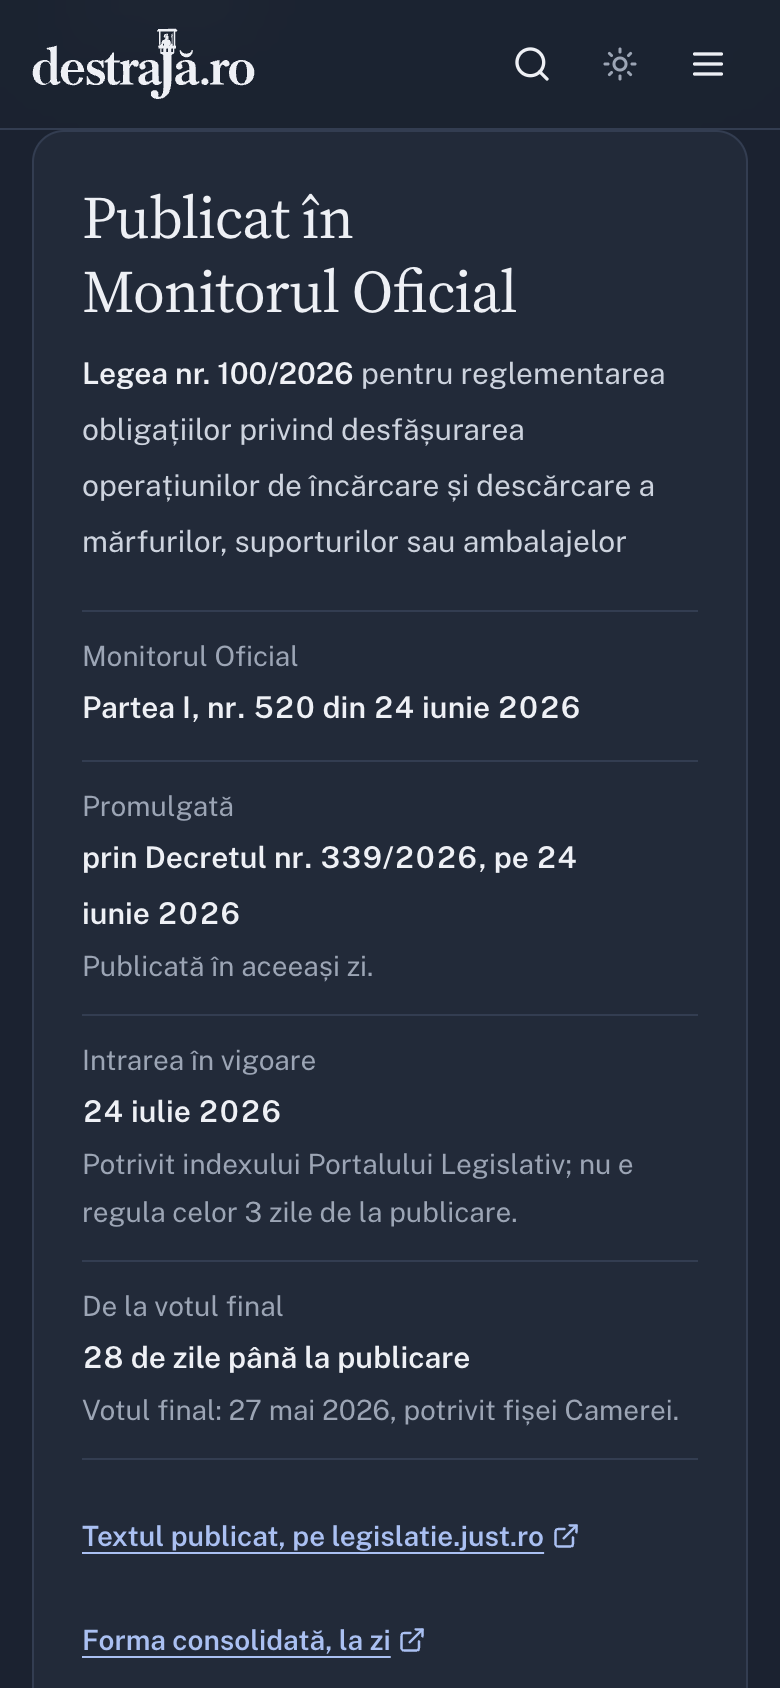 destrajă.ro
Publicat în
Monitorul Oficial
Legea nr. 100/2026 pentru reglementarea
obligațiilor privind desfășurarea
operațiunilor de încărcare și descărcare a
mărfurilor, suporturilor sau ambalajelor
Monitorul Oficial
Partea I, nr. 520 din 24 iunie 2026
Promulgată
prin Decretul nr. 339/2026, pe 24
iunie 2026
Publicată în aceeași zi.
Intrarea în vigoare
24 iulie 2026
Potrivit indexului Portalului Legislativ; nu e
regula celor 3 zile de la publicare.
De la votul final
28 de zile până la publicare
Votul final: 27 mai 2026, potrivit fișei Camerei.
Textul publicat, pe legislatie.just.ro
Forma consolidată, la zi